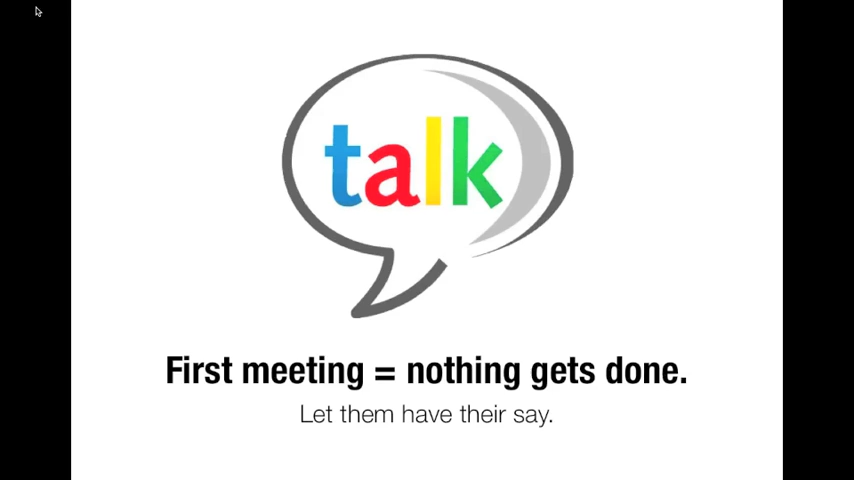 talk
First meeting = nothing gets done.
Let them have their say.